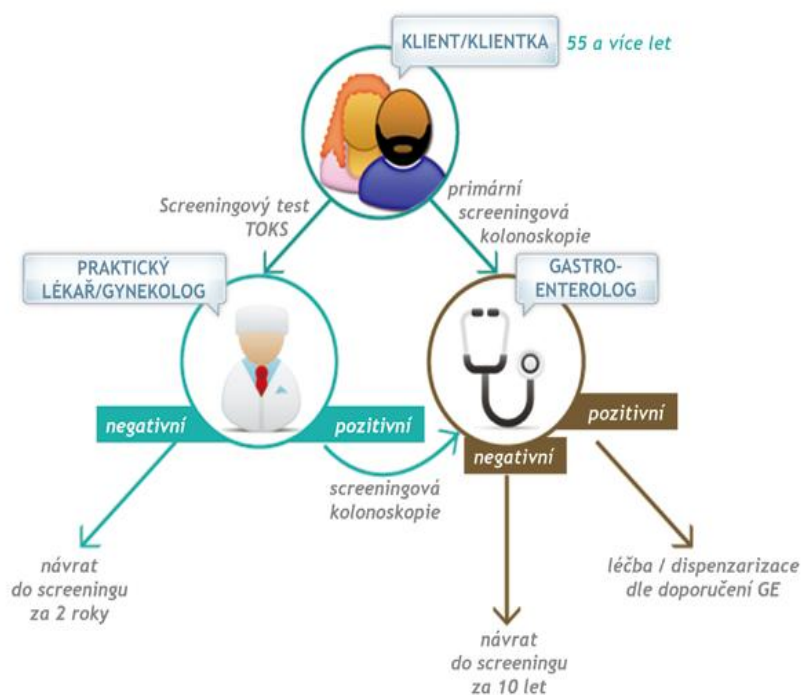 KLIENT/KLIENTKA
55 a více let
Screeningový test
TOKS
primární
screeningová
kolonoskopie
PRAKTICKÝ
LÉKAŘ/GYNEKOLOG
GASTRO-
ENTEROLOG
negativní
pozitivní
negativní
pozitivní
screeningová
kolonoskopie
návrat
do screeningu
za 2 roky
léčba / dispenzarizace
dle doporučení GE
návrat
do screeningu
za 10 let